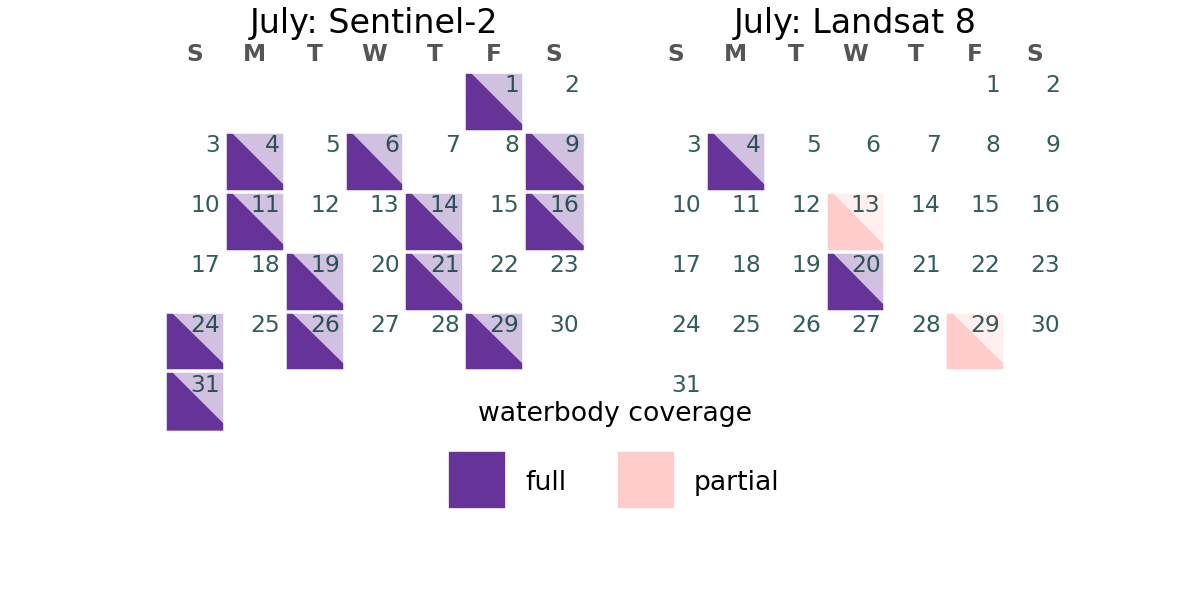 July: Sentinel-2
S M T W T F S
1 2
3 4 5 6 7 8 9
10 11 12 13 14 15 16
17 18 19 20 21 22 23
24 25 26 27 28 29 30
31
July: Landsat 8
S M T W T F S
1 2
3 4 5 6 7 8 9
10 11 12 13 14 15 16
17 18 19 20 21 22 23
24 25 26 27 28 29 30
31
waterbody coverage
full partial